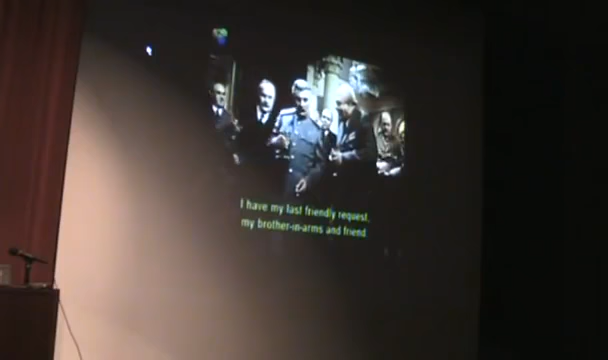 I have my last friendly request,
my brother-in-arms and friend